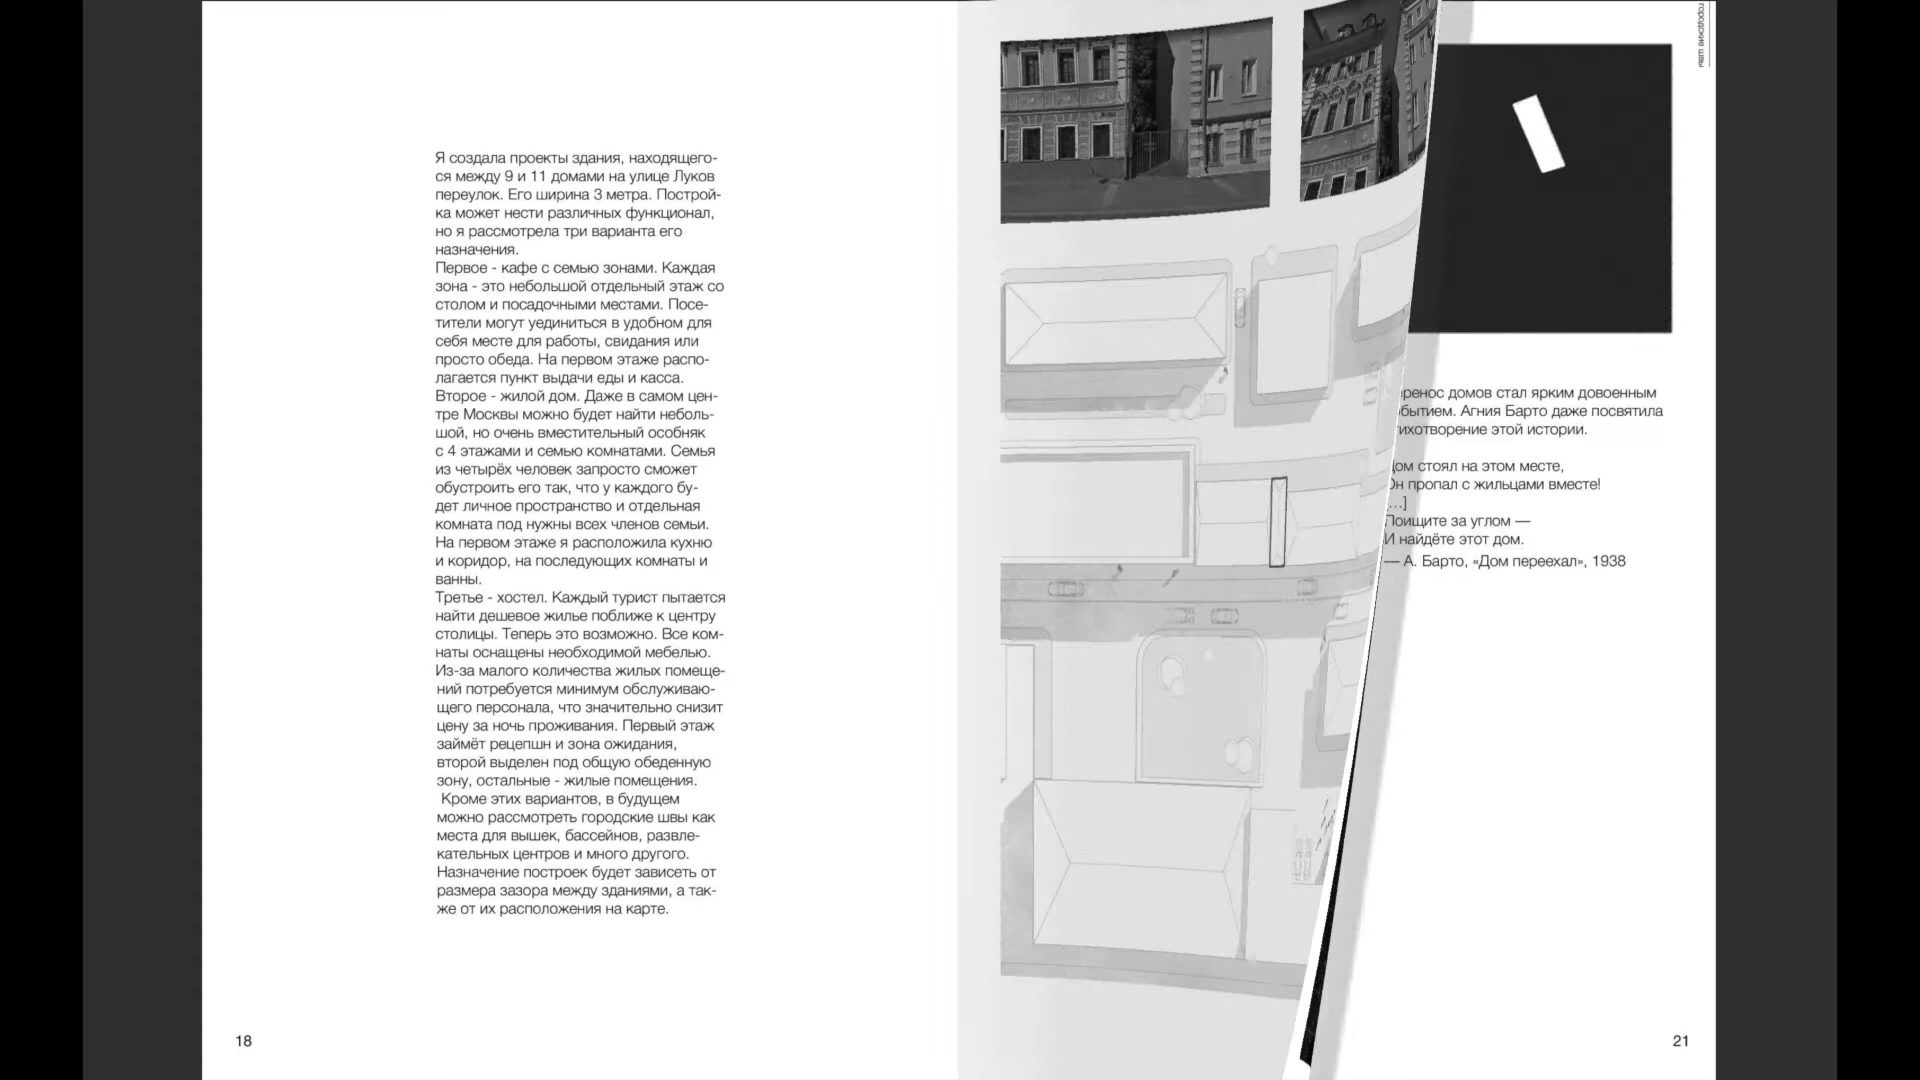 Я создала проекты здания, находящего-
ся между 9 и 11 домами на улице Луков
переулок. Его ширина 3 метра. Построй-
ка может нести различных функционал,
но я рассмотрела три варианта его
назначения.
Первое - кафе с семью зонами. Каждая
зона - это небольшой отдельный этаж со
столом и посадочными местами. Посе-
тители могут уединиться в удобном для
себя месте для работы, свидания или
просто обеда. На первом этаже распо-
лагается пункт выдачи еды и касса.
Второе - жилой дом. Даже в самом цен-
тре Москвы можно будет найти неболь-
шой, но очень вместительный особняк
с 4 этажами и семью комнатами. Семья
из четырёх человек запросто сможет
обустроить его так, что у каждого бу-
дет личное пространство и отдельная
комната под нужны всех членов семьи.
На первом этаже я расположила кухню
и коридор, на последующих комнаты и
ванны.
Третье - хостел. Каждый турист пытается
найти дешевое жилье поближе к центру
столицы. Теперь это возможно. Все ком-
наты оснащены необходимой мебелью.
Из-за малого количества жилых помеще-
ний потребуется минимум обслуживаю-
щего персонала, что значительно снизит
цену за ночь проживания. Первый этаж
займёт рецепшн и зона ожидания,
второй выделен под общую обеденную
зону, остальные - жилые помещения.
Кроме этих вариантов, в будущем
можно рассмотреть городские швы как
места для вышек, бассейнов, развле-
кательных центров и много другого.
Назначение построек будет зависеть от
размера зазора между зданиями, а так-
же от их расположения на карте.
18
городские швы
ренос домов стал ярким довоенным
бытием. Агния Барто даже посвятила
ихотворение этой истории.
Дом стоял на этом месте,
Он пропал с жильцами вместе!
[…]
Поищите за углом —
И найдёте этот дом.
— А. Барто, «Дом переехал», 1938
21